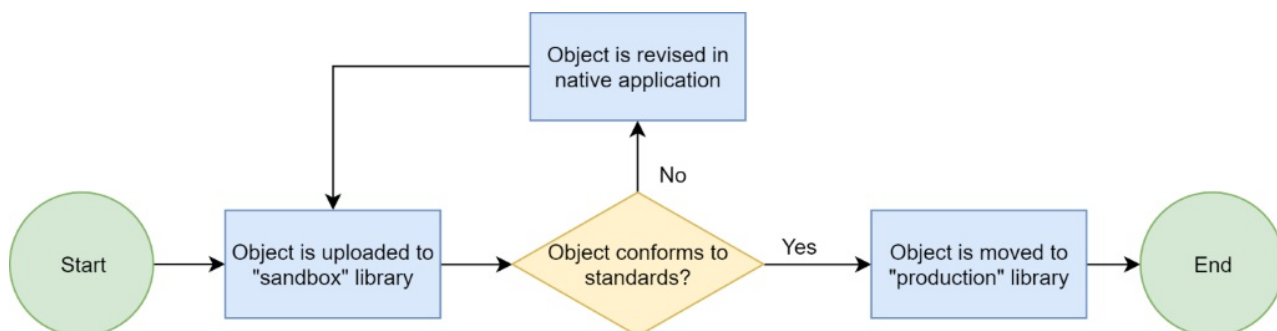 Object is revised in
native application
No
Start
Object is uploaded to
"sandbox" library
Object conforms to
standards?
Yes
Object is moved to
"production" library
End